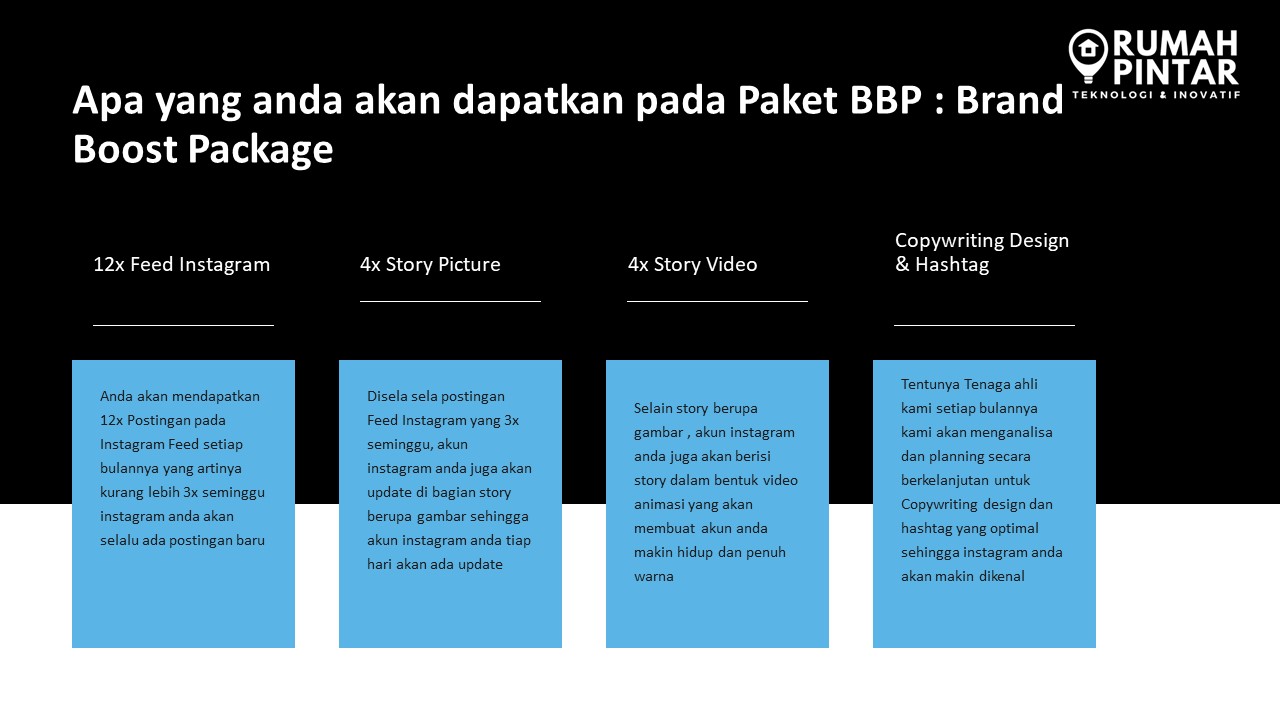 RUMAH
PINTAR
TEKNOLOGI & INOVATIF
Apa yang anda akan dapatkan pada Paket BBP : Brand
Boost Package
12x Feed Instagram
Anda akan mendapatkan
12x Postingan pada
Instagram Feed setiap
bulannya yang artinya
kurang lebih 3x seminggu
instagram anda akan
selalu ada postingan baru
4x Story Picture
Disela sela postingan
Feed Instagram yang 3x
seminggu, akun
instagram anda juga akan
update di bagian story
berupa gambar sehingga
akun instagram anda tiap
hari akan ada update
4x Story Video
Selain story berupa
gambar , akun instagram
anda juga akan berisi
story dalam bentuk video
animasi yang akan
membuat akun anda
makin hidup dan penuh
warna
Copywriting Design
& Hashtag
Tentunya Tenaga ahli
kami setiap bulannya
kami akan menganalisa
dan planning secara
berkelanjutan untuk
Copywriting design dan
hashtag yang optimal
sehingga instagram anda
akan makin dikenal